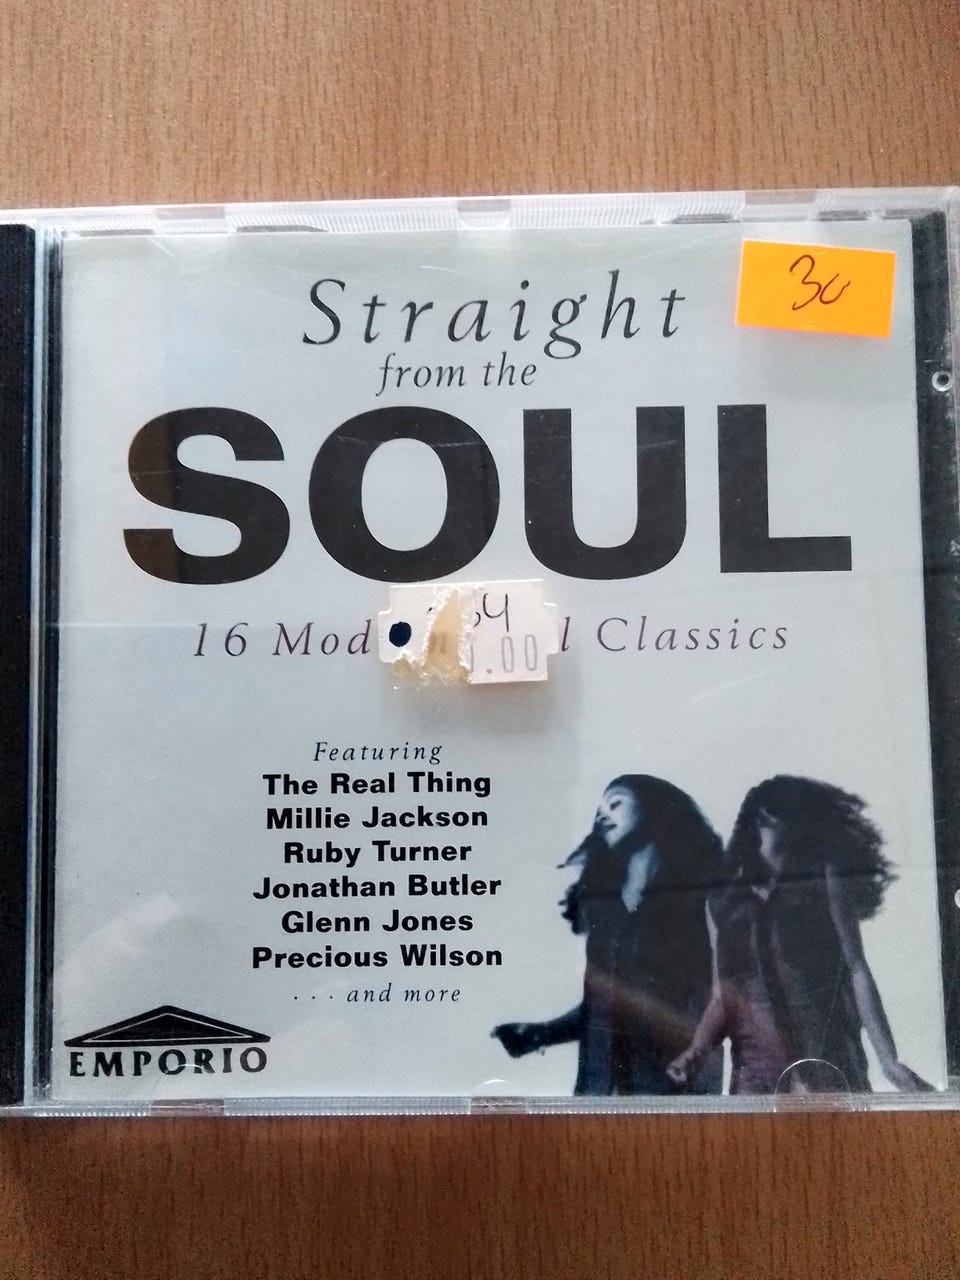 30
Straight
from the
SOUL
16 Mod n l Classics
4
.00
Featuring
The Real Thing
Millie Jackson
Ruby Turner
Jonathan Butler
Glenn Jones
Precious Wilson
... and more
EMPORIO